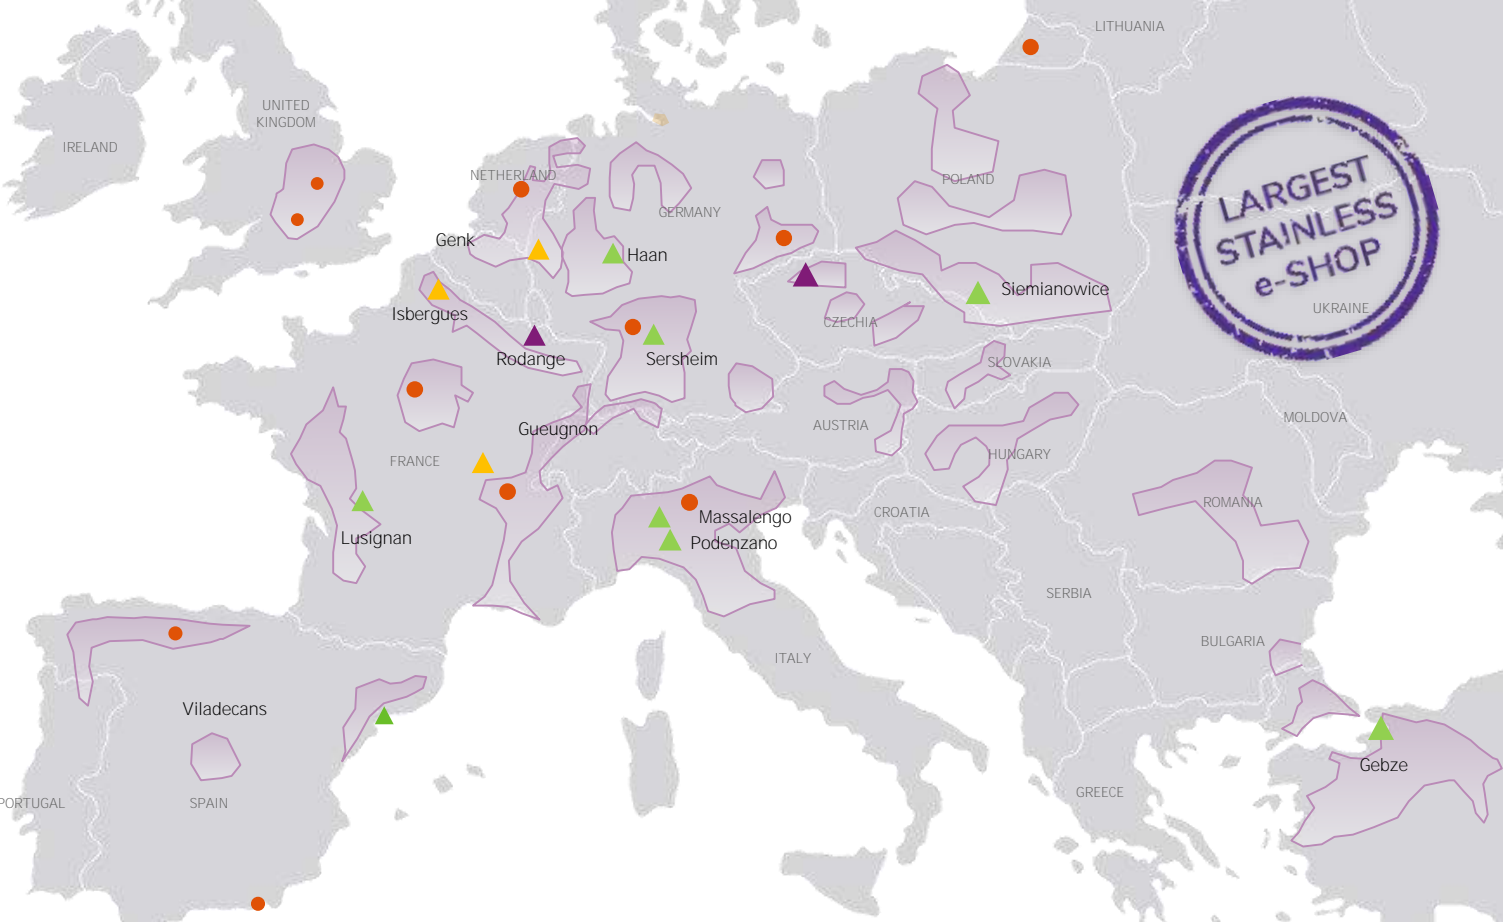 LITHUANIA
UNITED
KINGDOM
IRELAND
NETHERLAND
POLAND
GERMANY
Genk
Haan
LARGEST
STAINLESS
e-SHOP
Isbergues
Siemianowice
UKRAINE
CZECHIA
Rodange
Sersheim
SLOVAKIA
MOLDOVA
Gueugnon
AUSTRIA
FRANCE
HUNGARY
ROMANIA
CROATIA
Massalengo
Lusignan
Podenzano
SERBIA
BULGARIA
ITALY
Viladecans
Gebze
GREECE
PORTUGAL
SPAIN